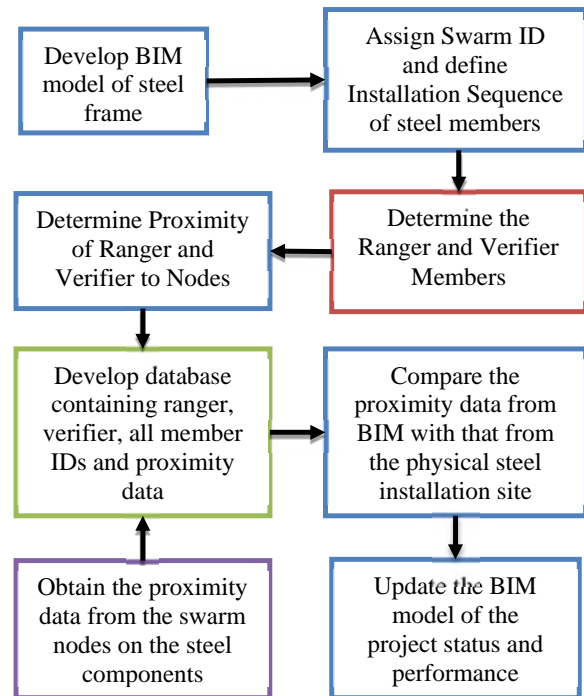 Develop BIM
model of steel
frame
Assign Swarm ID
and define
Installation Sequence
of steel members
Determine the
Ranger and Verifier
Members
Determine Proximity
of Ranger and
Verifier to Nodes
Develop database
containing ranger,
verifier, all member
IDs and proximity
data
Obtain the proximity
data from the swarm
nodes on the steel
components
Compare the
proximity data from
BIM with that from
the physical steel
installation site
Update the BIM
model of the
project status and
performance